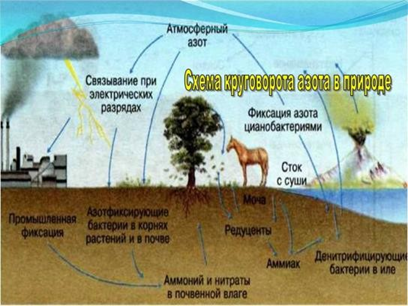 Атмосферный
азот
Схема круговорота азота в природе
Связывание при
электрических
разрядах
Фиксация азота
цианобактериями
Сток
с суши
Моча
Промышленная
фиксация
Азотфиксирующие
бактерии в корнях
растений и в почве
Редуценты
Аммиак
Денитрифицирующие
бактерии в иле
Аммоний и нитраты
в почвенной влаге